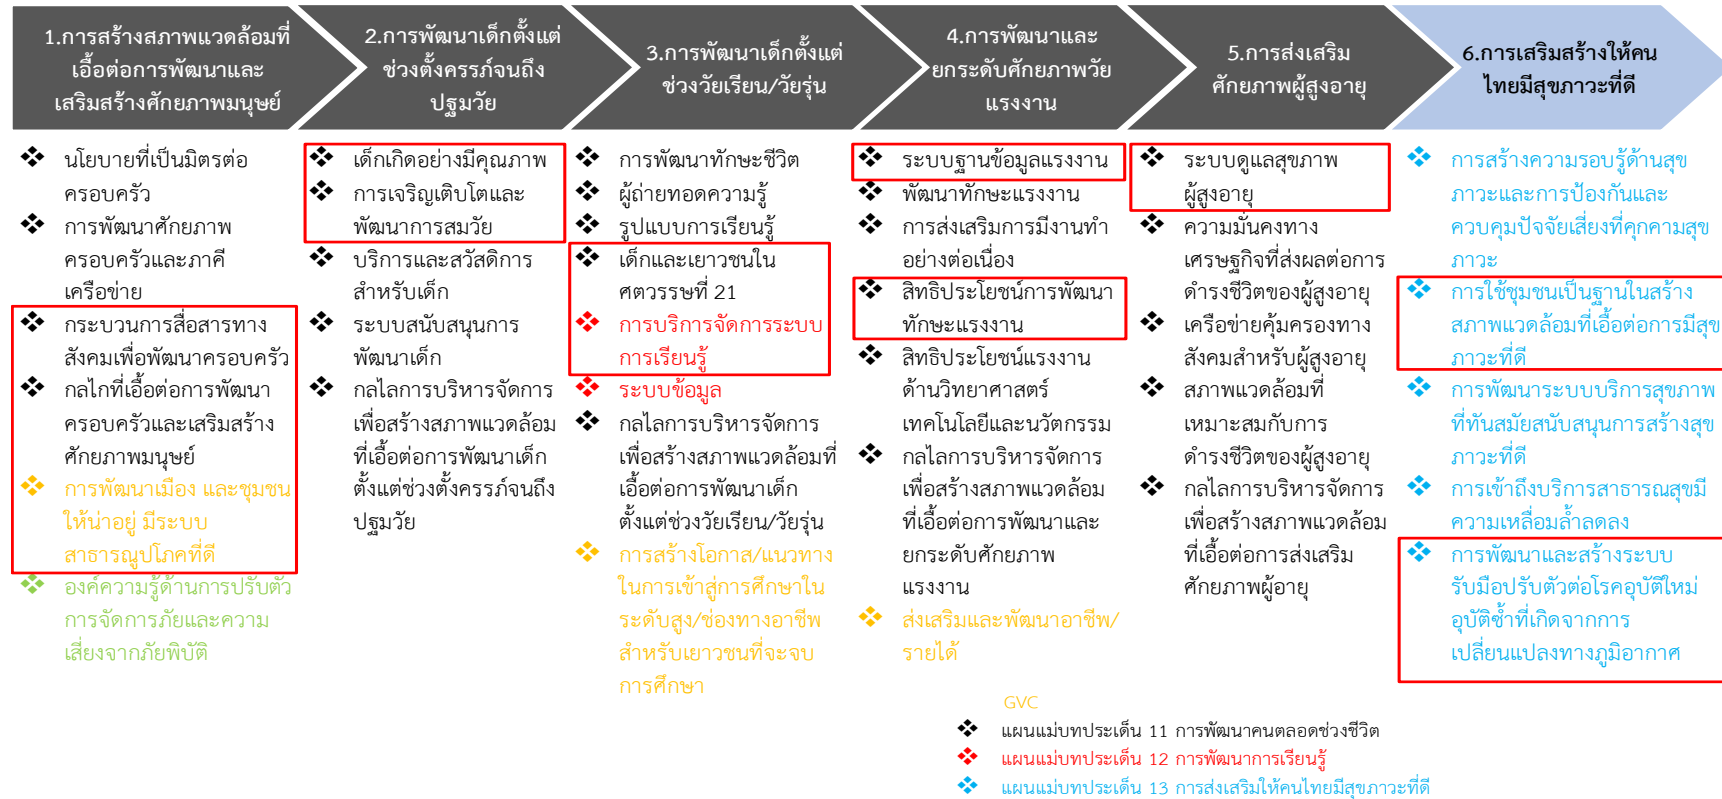 1.การสร้างสภาพแวดล้อมที่
เอื้อต่อการพัฒนาและ
เสริมสร้างศักยภาพมนุษย์
2.การพัฒนาเด็กตั้งแต่
ช่วงตั้งครรภ์จนถึง
ปฐมวัย
3.การพัฒนาเด็กตั้งแต่
ช่วงวัยเรียน/วัยรุ่น
4.การพัฒนาและ
ยกระดับศักยภาพวัย
แรงงาน
5.การส่งเสริม
ศักยภาพผู้สูงอายุ
6.การเสริมสร้างให้คน
ไทยมีสุขภาวะที่ดี
❖ นโยบายที่เป็นมิตรต่อ
ครอบครัว
❖ การพัฒนาศักยภาพ
ครอบครัวและภาคี
เครือข่าย
❖ กระบวนการสื่อสารทาง
สังคมเพื่อพัฒนาครอบครัว
❖ กลไกที่เอื้อต่อการพัฒนา
ครอบครัวและเสริมสร้าง
ศักยภาพมนุษย์
❖ การพัฒนาเมือง และชุมชน
ให้น่าอยู่ มีระบบ
สาธารณูปโภคที่ดี
❖ องค์ความรู้ด้านการปรับตัว
การจัดการภัยและความ
เสี่ยงจากภัยพิบัติ
❖ เด็กเกิดอย่างมีคุณภาพ
❖ การเจริญเติบโตและ
พัฒนาการสมวัย
❖ บริการและสวัสดิการ
สำหรับเด็ก
❖ ระบบสนับสนุนการ
พัฒนาเด็ก
❖ กลไลการบริหารจัดการ
เพื่อสร้างสภาพแวดล้อม
ที่เอื้อต่อการพัฒนาเด็ก
ตั้งแต่ช่วงตั้งครรภ์จนถึง
ปฐมวัย
❖ การพัฒนาทักษะชีวิต
❖ ผู้ถ่ายทอดความรู้
❖ รูปแบบการเรียนรู้
❖ เด็กและเยาวชนใน
ศตวรรษที่ 21
❖ การบริการจัดการระบบ
การเรียนรู้
❖ ระบบข้อมูล
❖ กลไลการบริหารจัดการ
เพื่อสร้างสภาพแวดล้อมที่
เอื้อต่อการพัฒนาเด็ก
ตั้งแต่ช่วงวัยเรียน/วัยรุ่น
❖ การสร้างโอกาส/แนวทาง
ในการเข้าสู่การศึกษาใน
ระดับสูง/ช่องทางอาชีพ
สำหรับเยาวชนที่จะจบ
การศึกษา
❖ ระบบฐานข้อมูลแรงงาน
❖ พัฒนาทักษะแรงงาน
❖ การส่งเสริมการมีงานทำ
อย่างต่อเนื่อง
❖ สิทธิประโยชน์การพัฒนา
ทักษะแรงงาน
❖ สิทธิประโยชน์แรงงาน
ด้านวิทยาศาสตร์
เทคโนโลยีและนวัตกรรม
❖ กลไลการบริหารจัดการ
เพื่อสร้างสภาพแวดล้อม
ที่เอื้อต่อการพัฒนาและ
ยกระดับศักยภาพ
แรงงาน
❖ ส่งเสริมและพัฒนาอาชีพ/
รายได้
❖ ระบบดูแลสุขภาพ
ผู้สูงอายุ
❖ ความมั่นคงทาง
เศรษฐกิจที่ส่งผลต่อการ
ดำรงชีวิตของผู้สูงอายุ
❖ เครือข่ายคุ้มครองทาง
สังคมสำหรับผู้สูงอายุ
❖ สภาพแวดล้อมที่
เหมาะสมกับการ
ดำรงชีวิตของผู้สูงอายุ
❖ กลไลการบริหารจัดการ
เพื่อสร้างสภาพแวดล้อม
ที่เอื้อต่อการส่งเสริม
ศักยภาพผู้อายุ
❖ การสร้างความรอบรู้ด้านสุข
ภาวะและการป้องกันและ
ควบคุมปัจจัยเสี่ยงที่คุกคามสุข
ภาวะ
❖ การใช้ชุมชนเป็นฐานในสร้าง
สภาพแวดล้อมที่เอื้อต่อการมีสุข
ภาวะที่ดี
❖ การพัฒนาระบบบริการสุขภาพ
ที่ทันสมัยสนับสนุนการสร้างสุข
ภาวะที่ดี
❖ การเข้าถึงบริการสาธารณสุขมี
ความเหลื่อมล้ำลดลง
❖ การพัฒนาและสร้างระบบ
รับมือปรับตัวต่อโรคอุบัติใหม่
อุบัติซ้ำที่เกิดจากการ
เปลี่ยนแปลงทางภูมิอากาศ
GVC
❖ แผนแม่บทประเด็น 11 การพัฒนาคนตลอดช่วงชีวิต
❖ แผนแม่บทประเด็น 12 การพัฒนาการเรียนรู้
❖ แผนแม่บทประเด็น 13 การส่งเสริมให้คนไทยมีสุขภาวะที่ดี